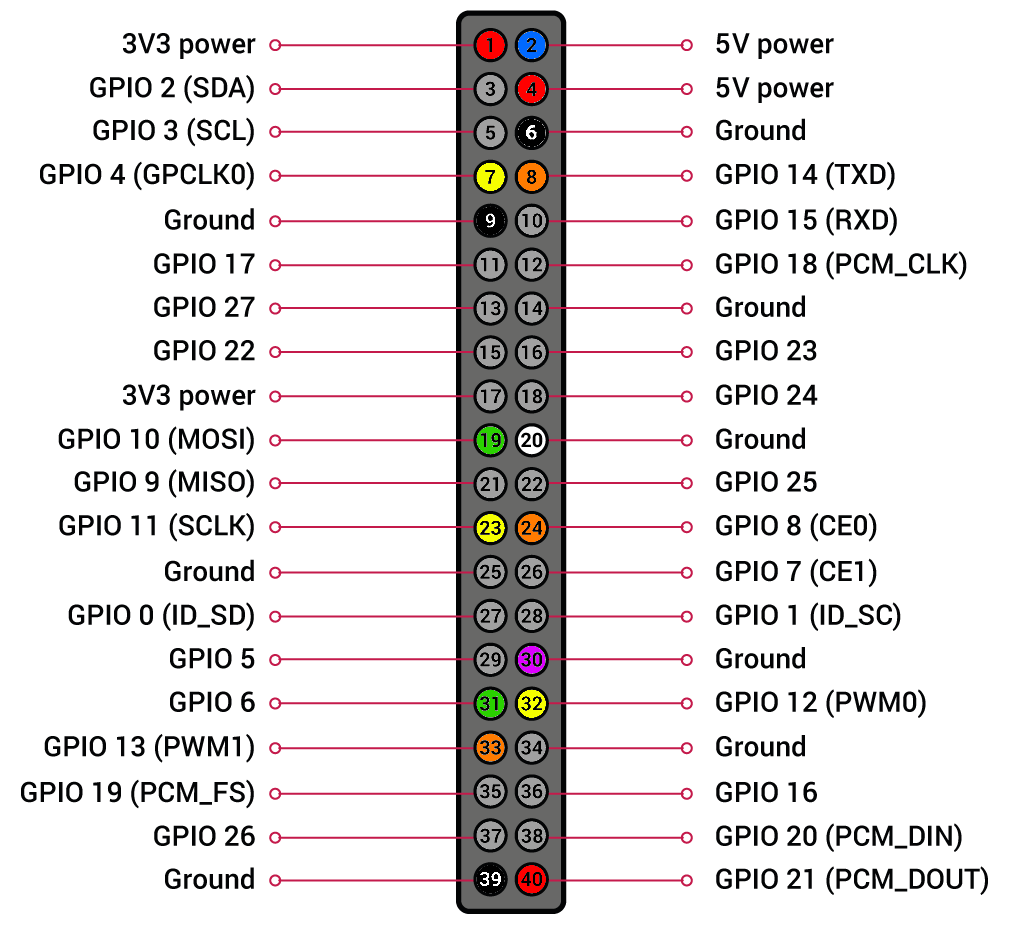 3V3 power 1 2 5V power
GPIO 2 (SDA) 3 4 5V power
GPIO 3 (SCL) 5 6 Ground
GPIO 4 (GPCLK0) 7 8 GPIO 14 (TXD)
Ground 9 10 GPIO 15 (RXD)
GPIO 17 11 12 GPIO 18 (PCM_CLK)
GPIO 27 13 14 Ground
GPIO 22 15 16 GPIO 23
3V3 power 17 18 GPIO 24
GPIO 10 (MOSI) 19 20 Ground
GPIO 9 (MISO) 21 22 GPIO 25
GPIO 11 (SCLK) 23 24 GPIO 8 (CE0)
Ground 25 26 GPIO 7 (CE1)
GPIO 0 (ID_SD) 27 28 GPIO 1 (ID_SC)
GPIO 5 29 30 Ground
GPIO 6 31 32 GPIO 12 (PWM0)
GPIO 13 (PWM1) 33 34 Ground
GPIO 19 (PCM_FS) 35 36 GPIO 16
GPIO 26 37 38 GPIO 20 (PCM_DIN)
Ground 39 40 GPIO 21 (PCM_DOUT)